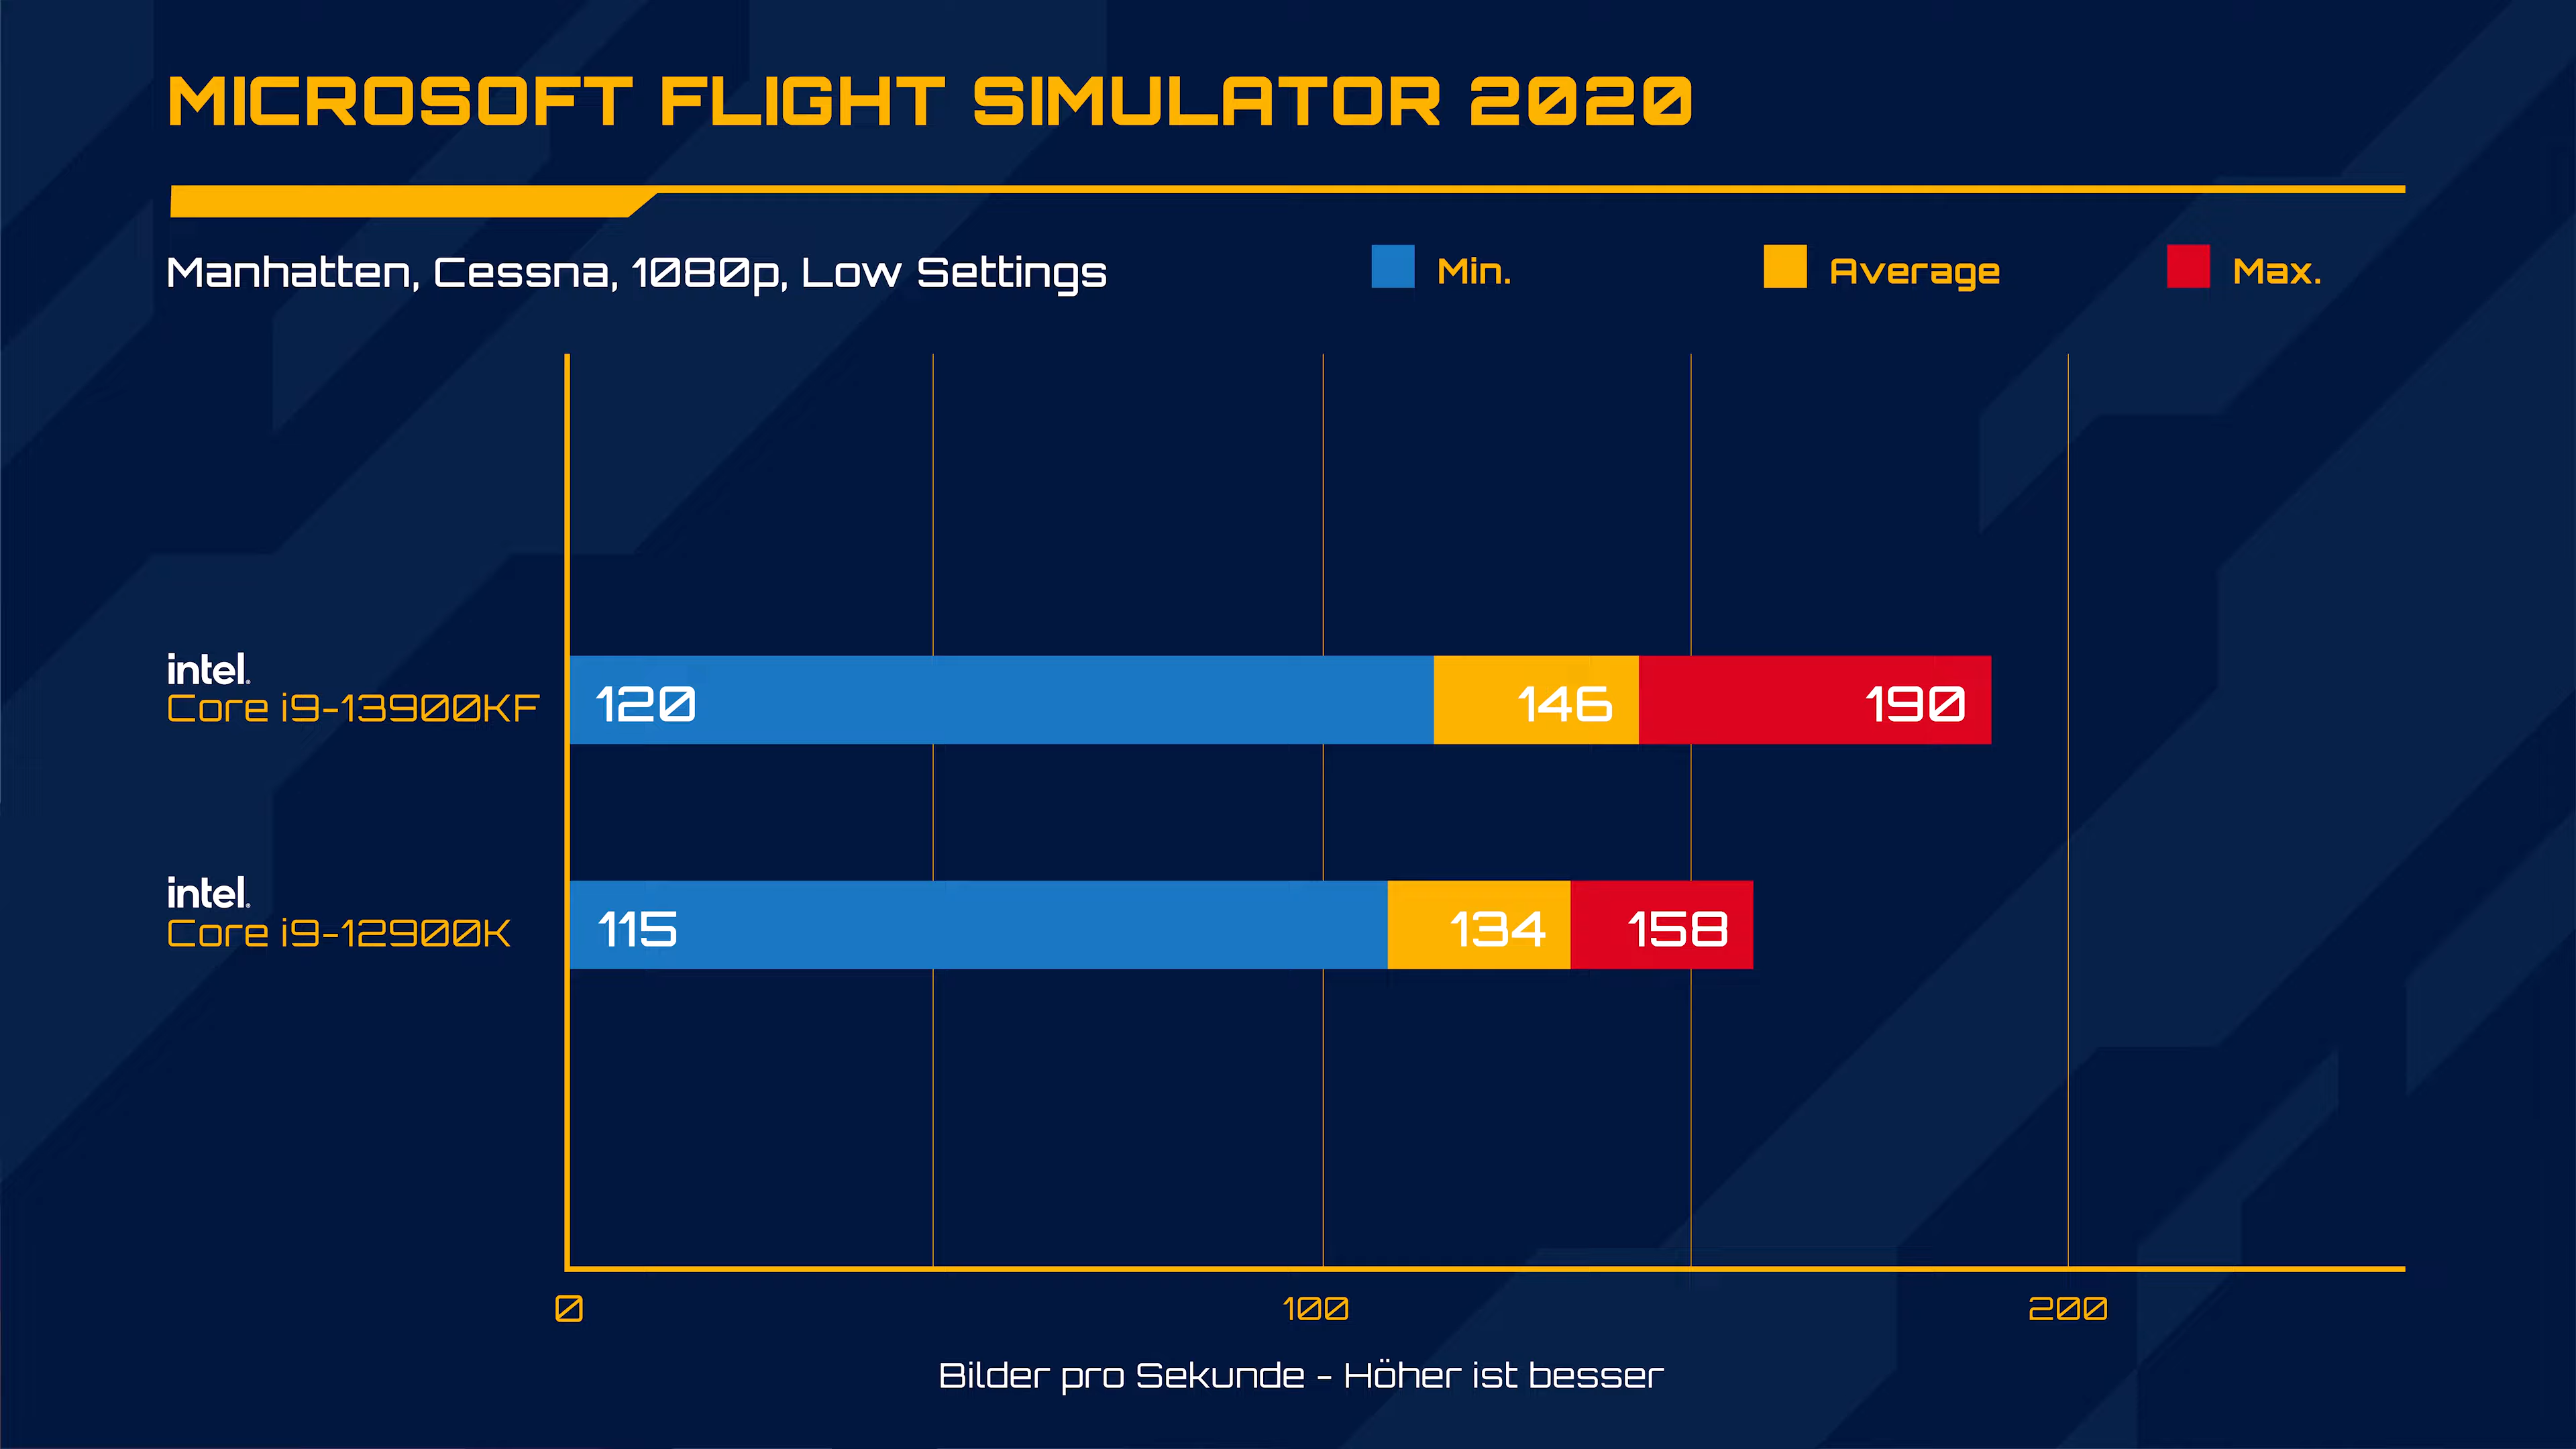 MICROSOFT FLIGHT SIMULATOR 2020
Manhatten, Cessna, 1080p, Low Settings
Min.
Average
Max.
intel.
Core i9-13900KF
120
146
190
intel.
Core i9-12900K
115
134
158
0
100
200
Bilder pro Sekunde - Höher ist besser